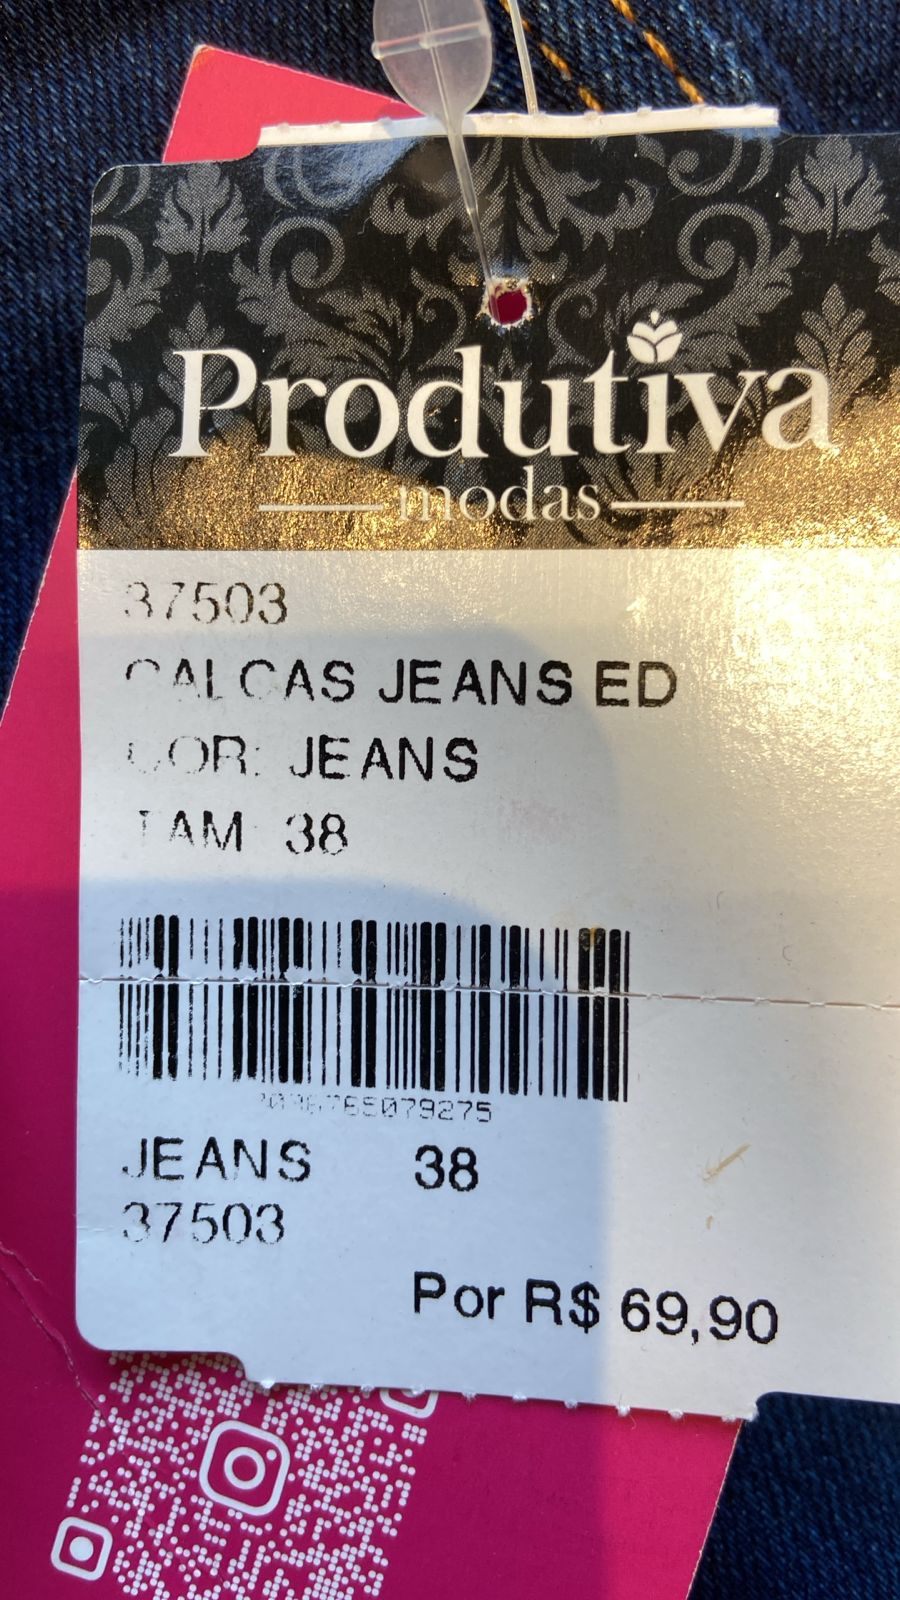 Produtiva
modas
37503
CALCAS JEANS ED
COR: JEANS
TAM 38
JEANS 38
37503
Por R$ 69,90